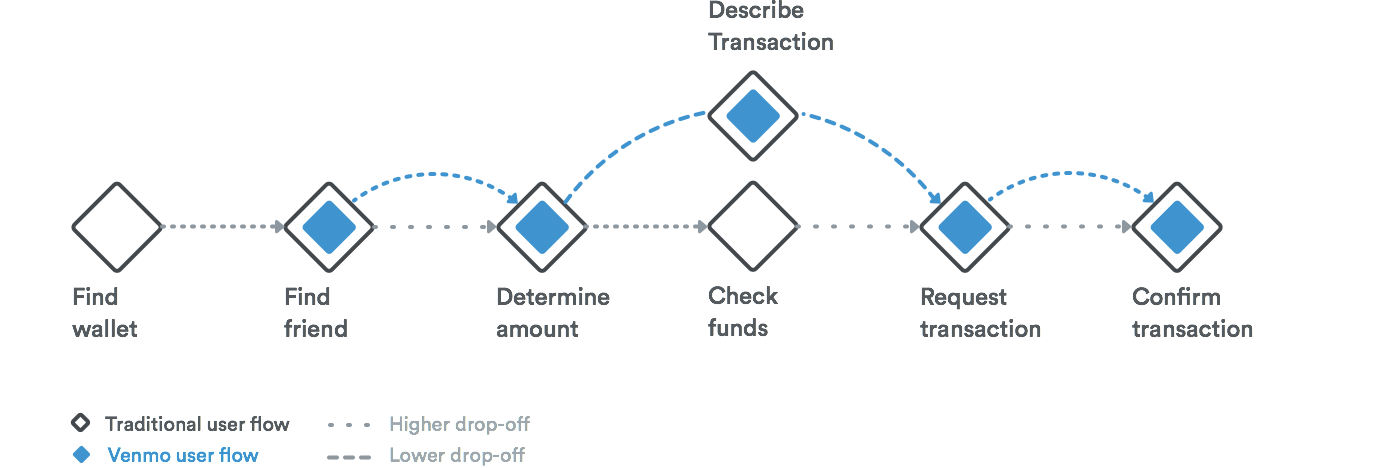 Describe
Transaction
Find
wallet
Find
friend
Determine
amount
Check
funds
Request
transaction
Confirm
transaction
Traditional user flow
Higher drop-off
Venmo user flow
Lower drop-off